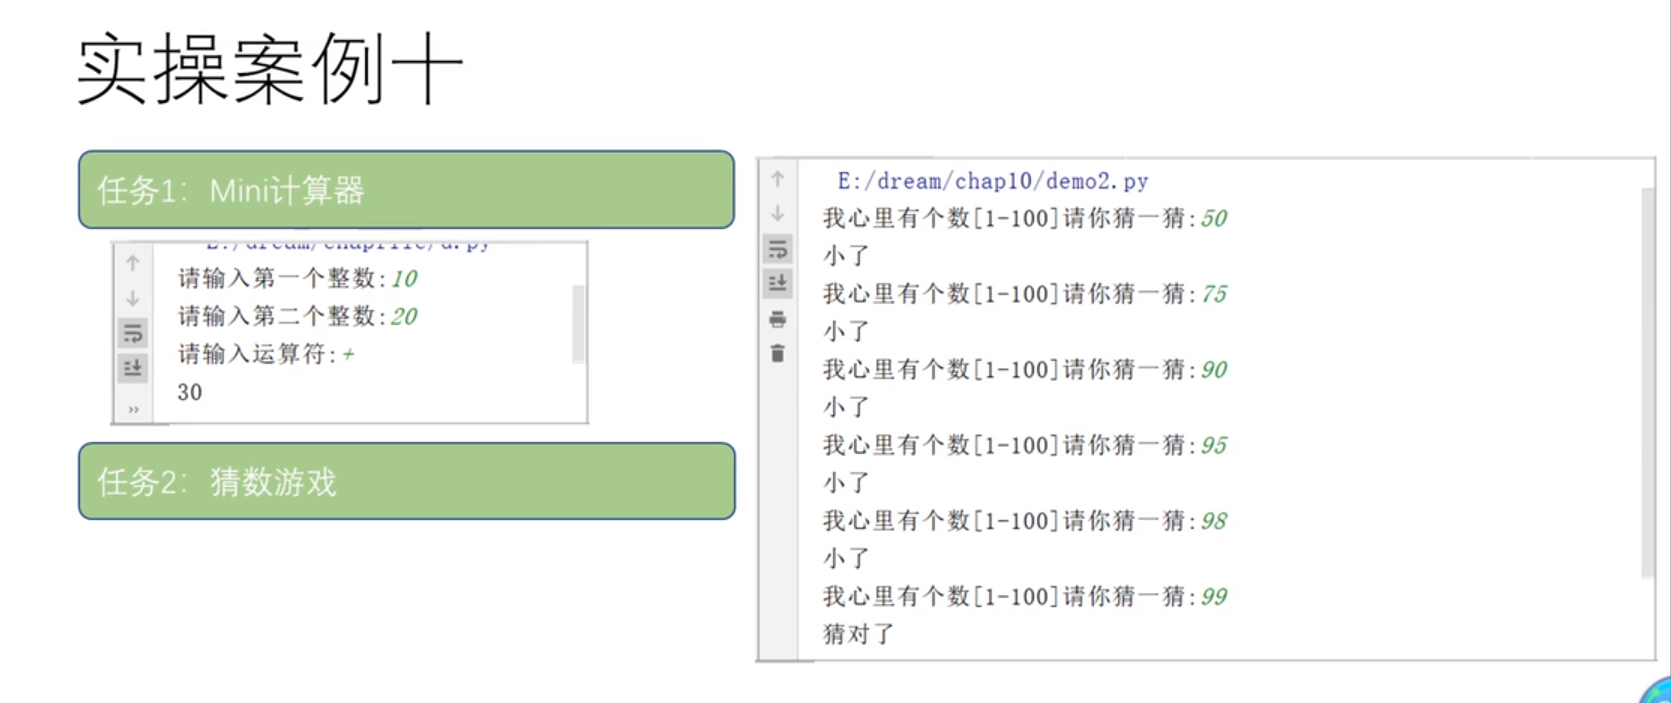 实操案例十
任务1：Mini计算器
请输入第一个整数:10
请输入第二个整数:20
请输入运算符:+
30
任务2：猜数游戏
E:/dream/chap10/demo2.py
我心里有个数[1-100]请你猜一猜:50
小了
我心里有个数[1-100]请你猜一猜:75
小了
我心里有个数[1-100]请你猜一猜:90
小了
我心里有个数[1-100]请你猜一猜:95
小了
我心里有个数[1-100]请你猜一猜:98
小了
我心里有个数[1-100]请你猜一猜:99
猜对了